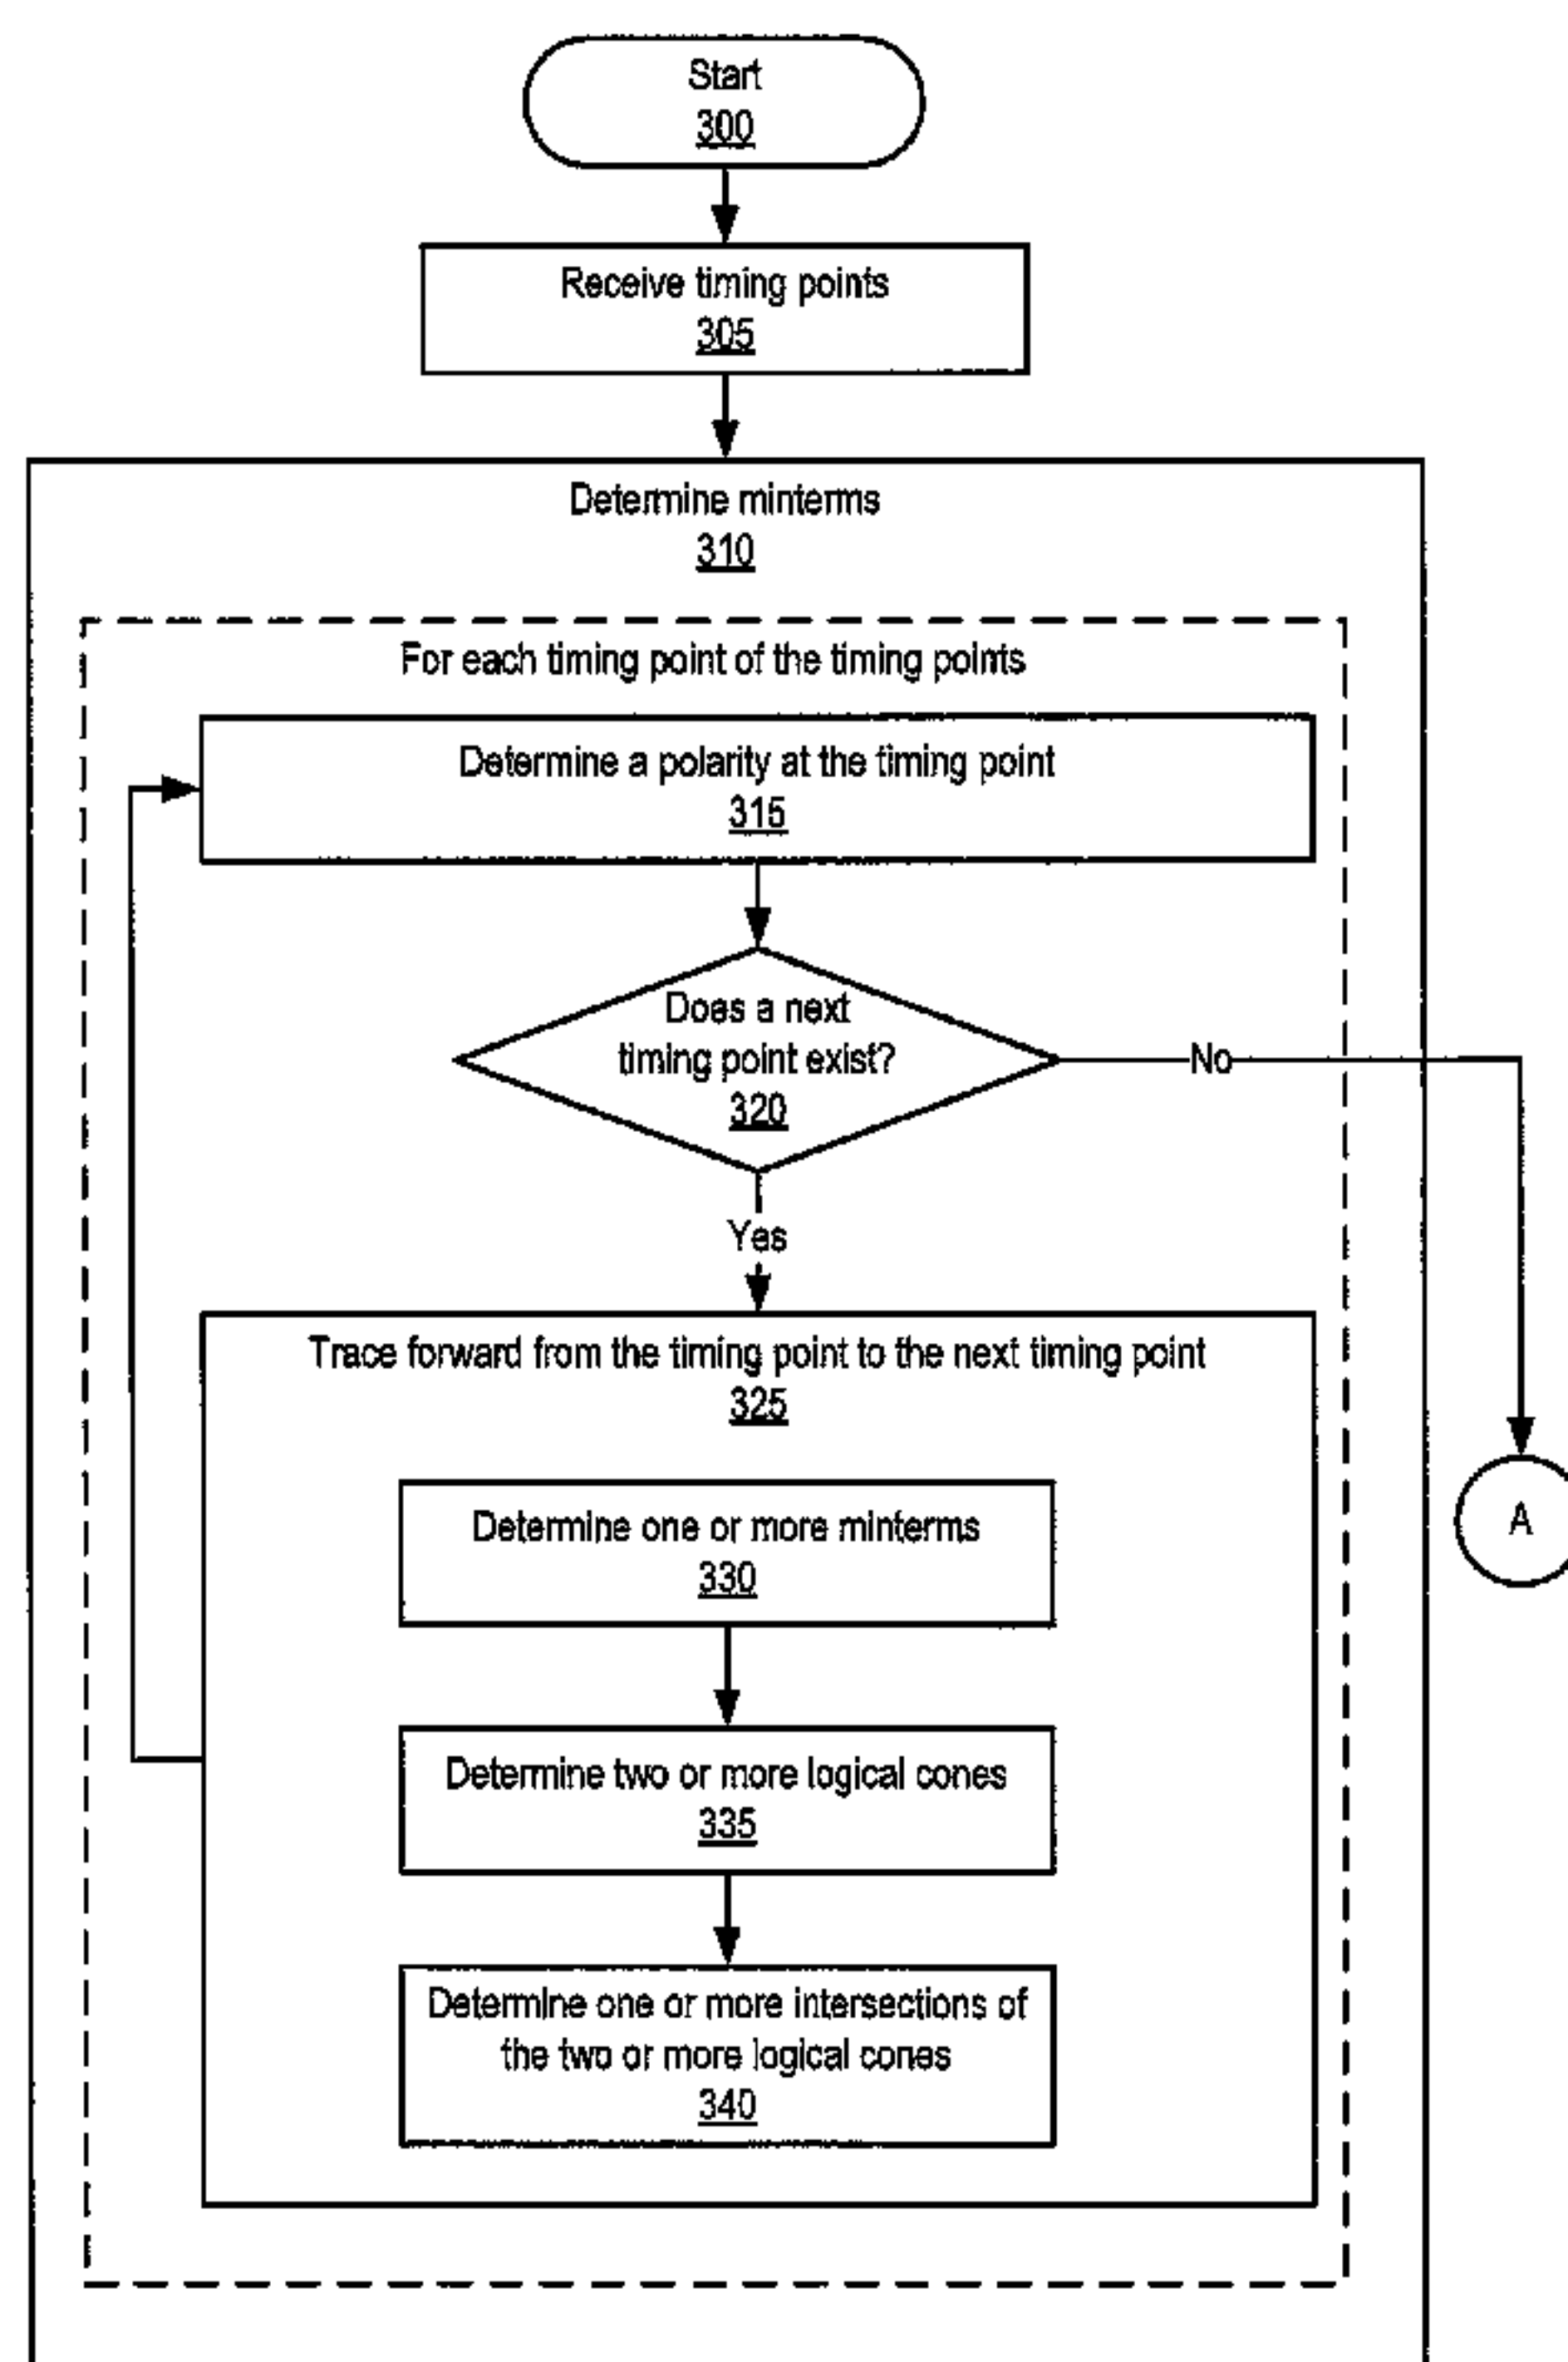 Start
300
Receive timing points
305
Determine minterms
310
For each timing point of the timing points
Determine a polarity at the timing point
315
Does a next
timing point exist?
320
No
Yes
Trace forward from the timing point to the next timing point
325
Determine one or more minterms
330
A
Determine two or more logical cones
335
Determine one or more intersections of
the two or more logical cones
340